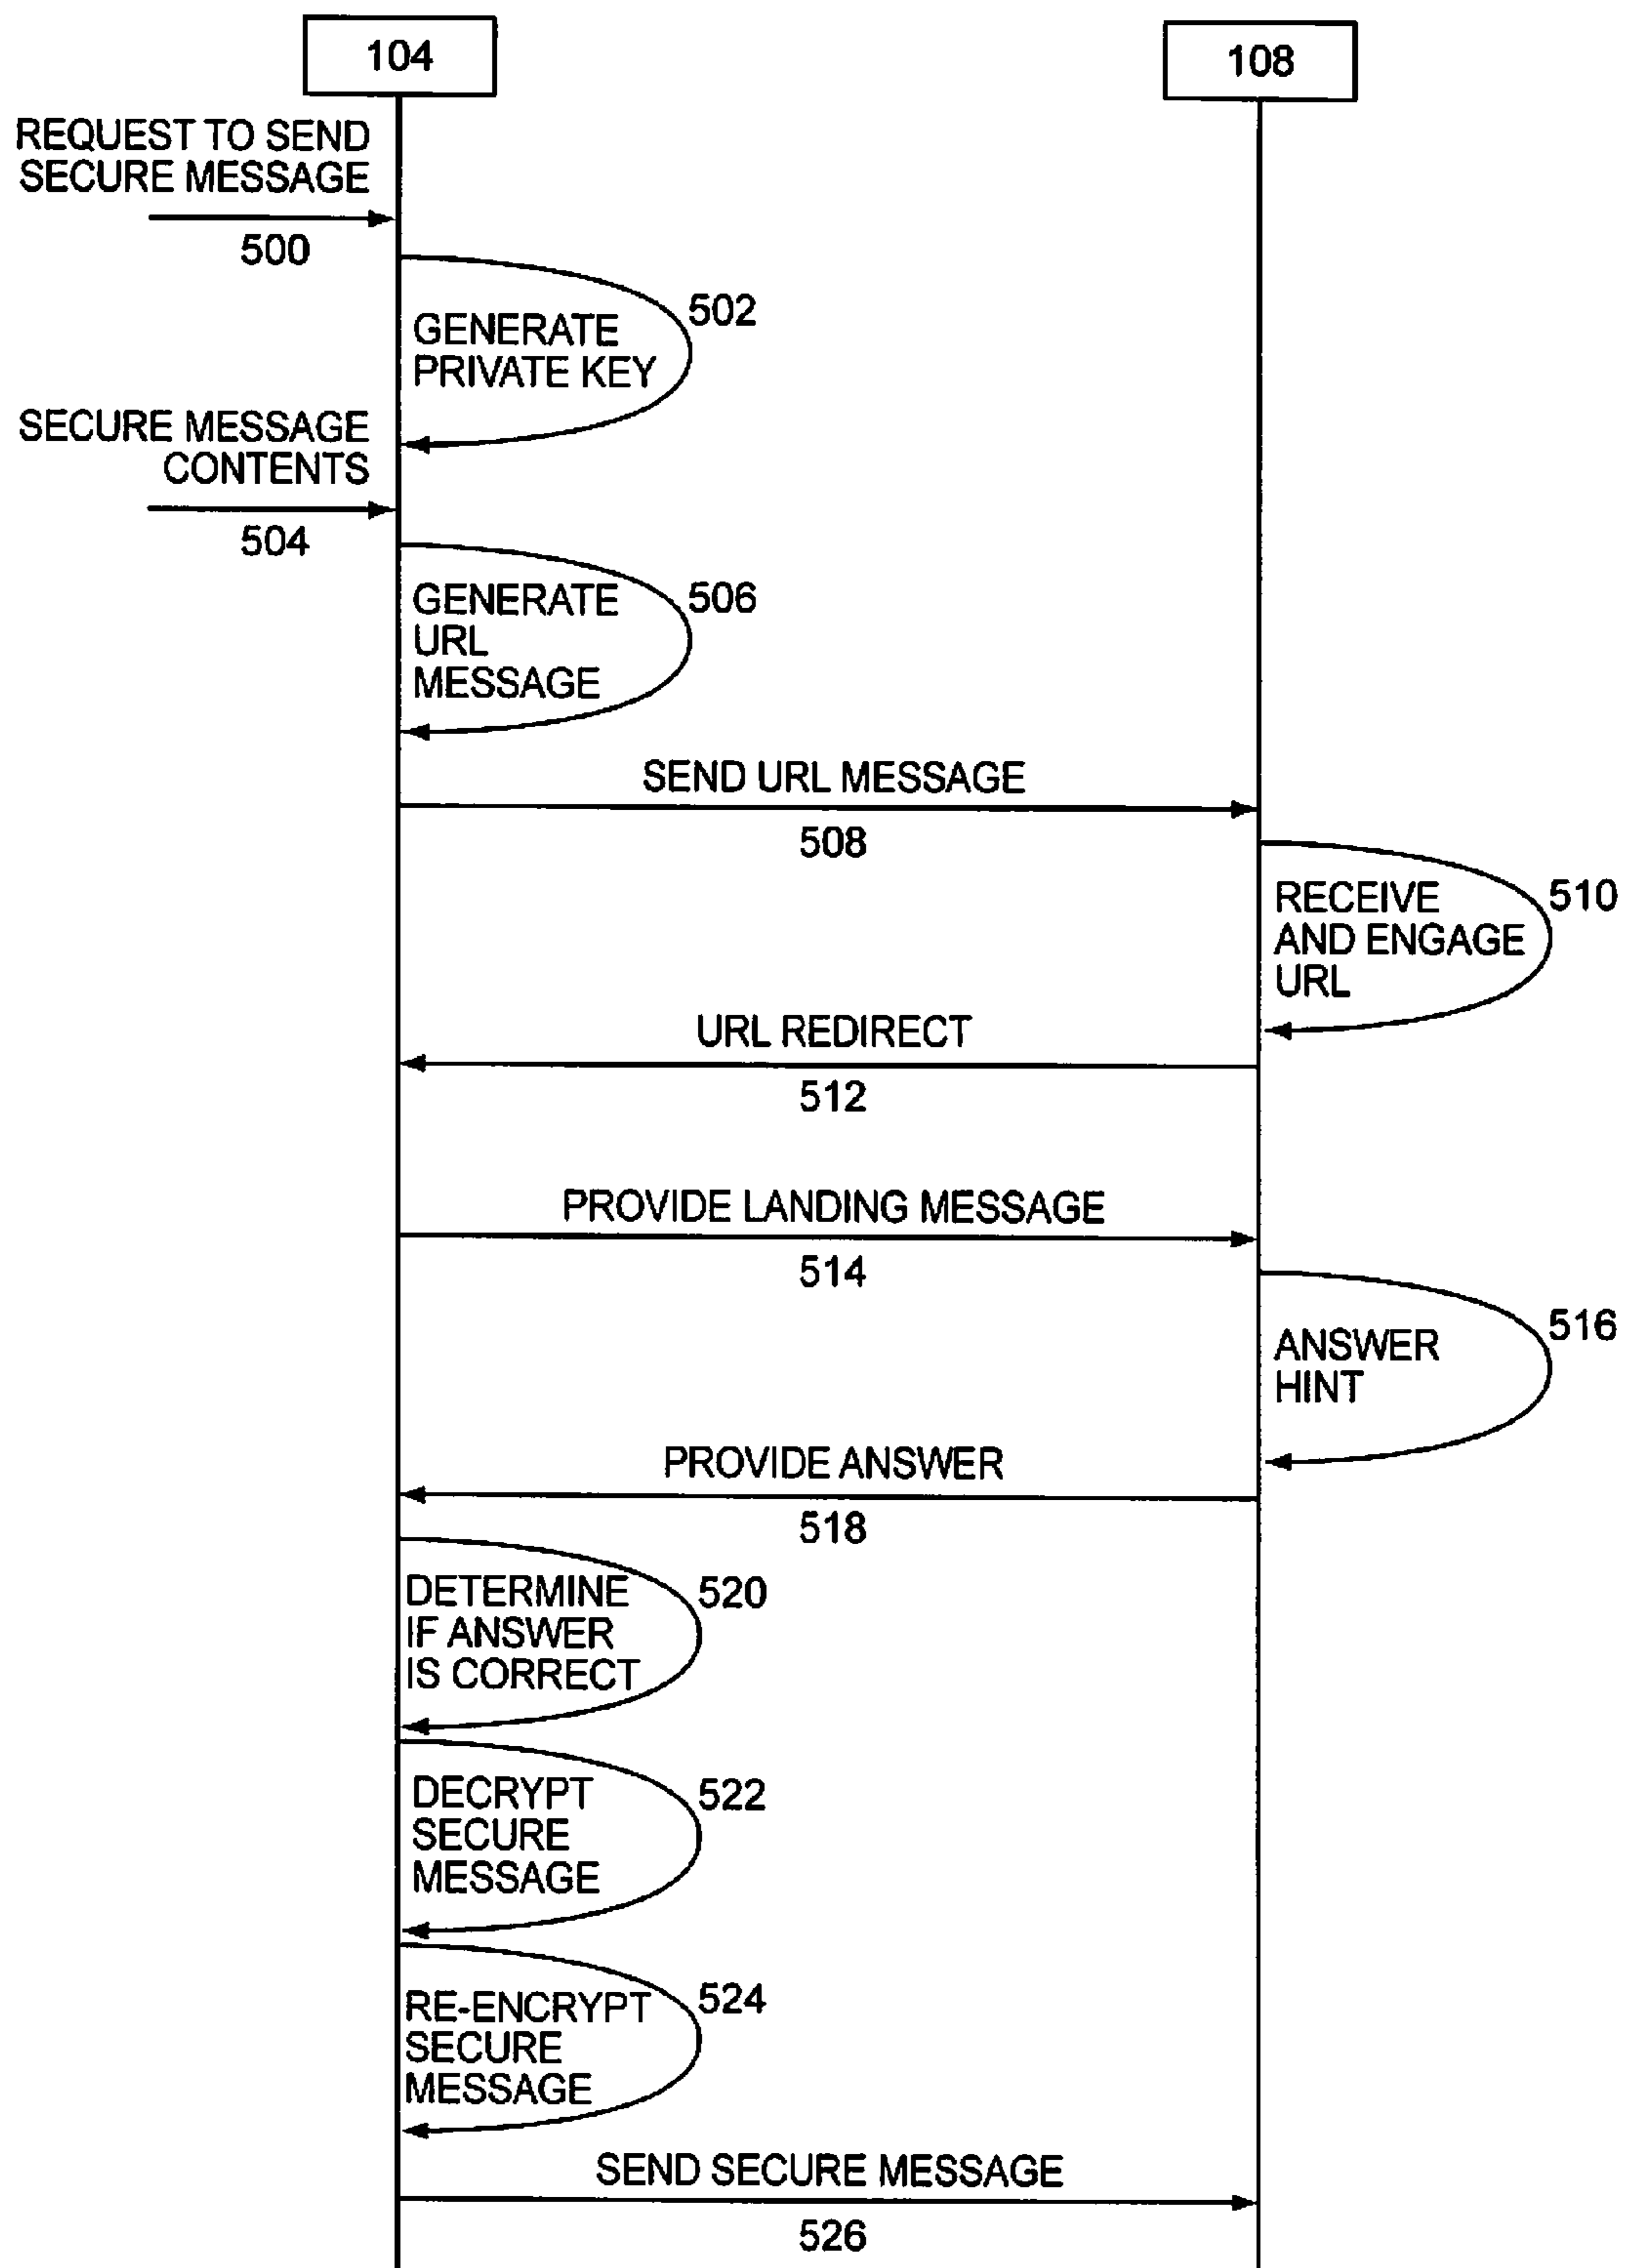 104
108
REQUEST TO SEND
SECURE MESSAGE
500
502
GENERATE
PRIVATE KEY
SECURE MESSAGE
CONTENTS
504
506
GENERATE
URL
MESSAGE
SEND URL MESSAGE
508
510
RECEIVE
AND ENGAGE
URL
URL REDIRECT
512
PROVIDE LANDING MESSAGE
514
516
ANSWER
HINT
PROVIDE ANSWER
518
520
DETERMINE
IF ANSWER
IS CORRECT
522
DECRYPT
SECURE
MESSAGE
524
RE-ENCRYPT
SECURE
MESSAGE
SEND SECURE MESSAGE
526